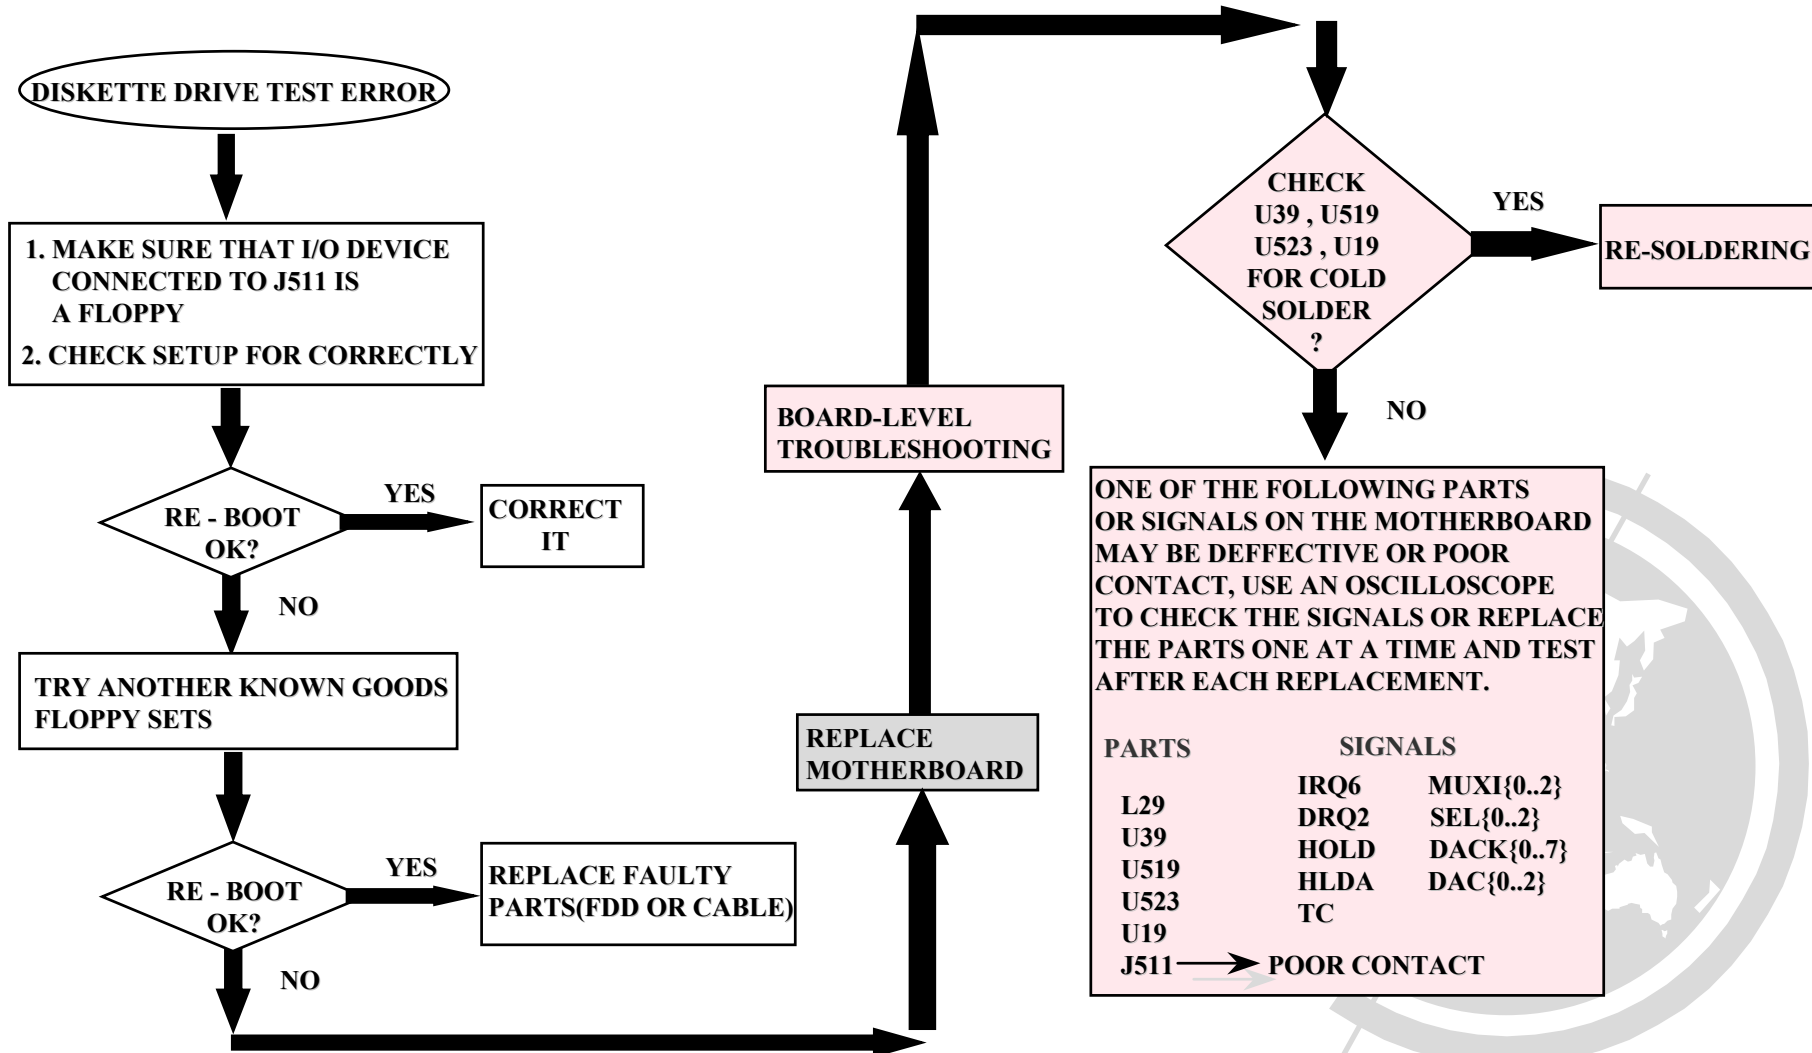 DISKETTE DRIVE TEST ERROR
1. MAKE SURE THAT I/O DEVICE
CONNECTED TO J511 IS
A FLOPPY
2. CHECK SETUP FOR CORRECTLY
RE - BOOT
OK?
YES
CORRECT
IT
NO
TRY ANOTHER KNOWN GOODS
FLOPPY SETS
RE - BOOT
OK?
YES
REPLACE FAULTY
PARTS(FDD OR CABLE)
NO
REPLACE
MOTHERBOARD
BOARD-LEVEL
TROUBLESHOOTING
CHECK
U39 , U519
U523 , U19
FOR COLD
SOLDER
?
YES
RE-SOLDERING
NO
ONE OF THE FOLLOWING PARTS
OR SIGNALS ON THE MOTHERBOARD
MAY BE DEFFECTIVE OR POOR
CONTACT, USE AN OSCILLOSCOPE
TO CHECK THE SIGNALS OR REPLACE
THE PARTS ONE AT A TIME AND TEST
AFTER EACH REPLACEMENT.
PARTS
L29
U39
U519
U523
U19
J511
POOR CONTACT
SIGNALS
IRQ6
DRQ2
HOLD
HLDA
TC
MUXI{0..2}
SEL{0..2}
DACK{0..7}
DAC{0..2}